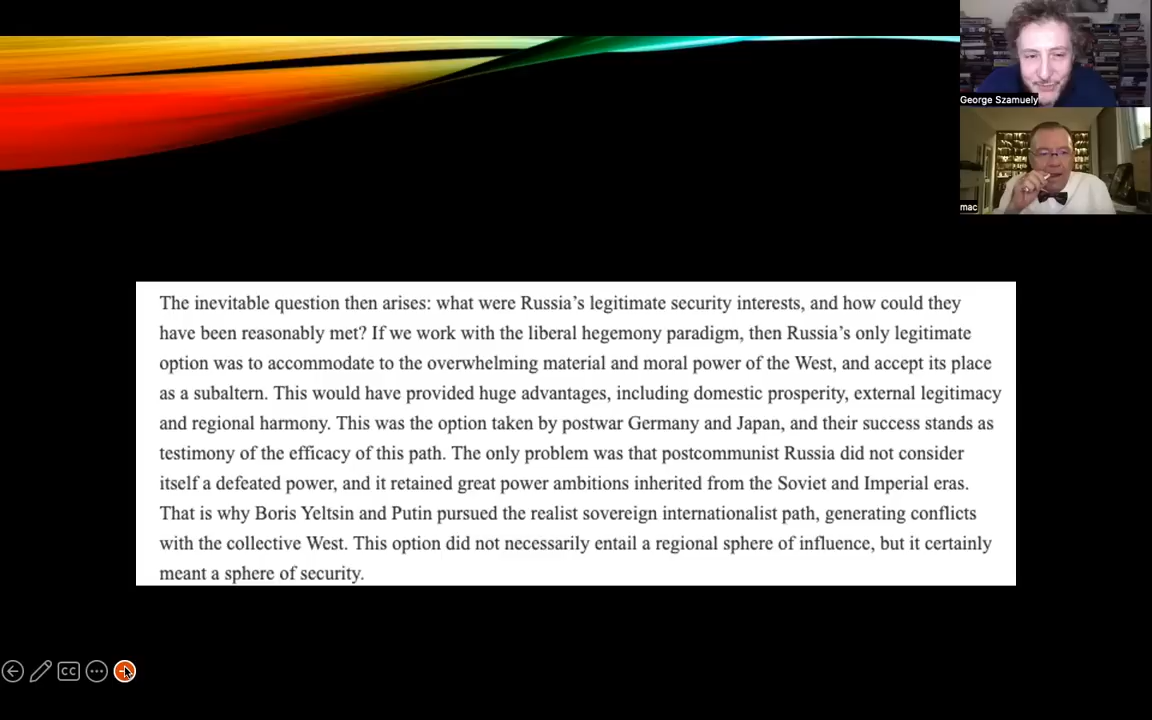 George Szamuely
mac
The inevitable question then arises: what were Russia’s legitimate security interests, and how could they
have been reasonably met? If we work with the liberal hegemony paradigm, then Russia’s only legitimate
option was to accommodate to the overwhelming material and moral power of the West, and accept its place
as a subaltern. This would have provided huge advantages, including domestic prosperity, external legitimacy
and regional harmony. This was the option taken by postwar Germany and Japan, and their success stands as
testimony of the efficacy of this path. The only problem was that postcommunist Russia did not consider
itself a defeated power, and it retained great power ambitions inherited from the Soviet and Imperial eras.
That is why Boris Yeltsin and Putin pursued the realist sovereign internationalist path, generating conflicts
with the collective West. This option did not necessarily entail a regional sphere of influence, but it certainly
meant a sphere of security.
CC